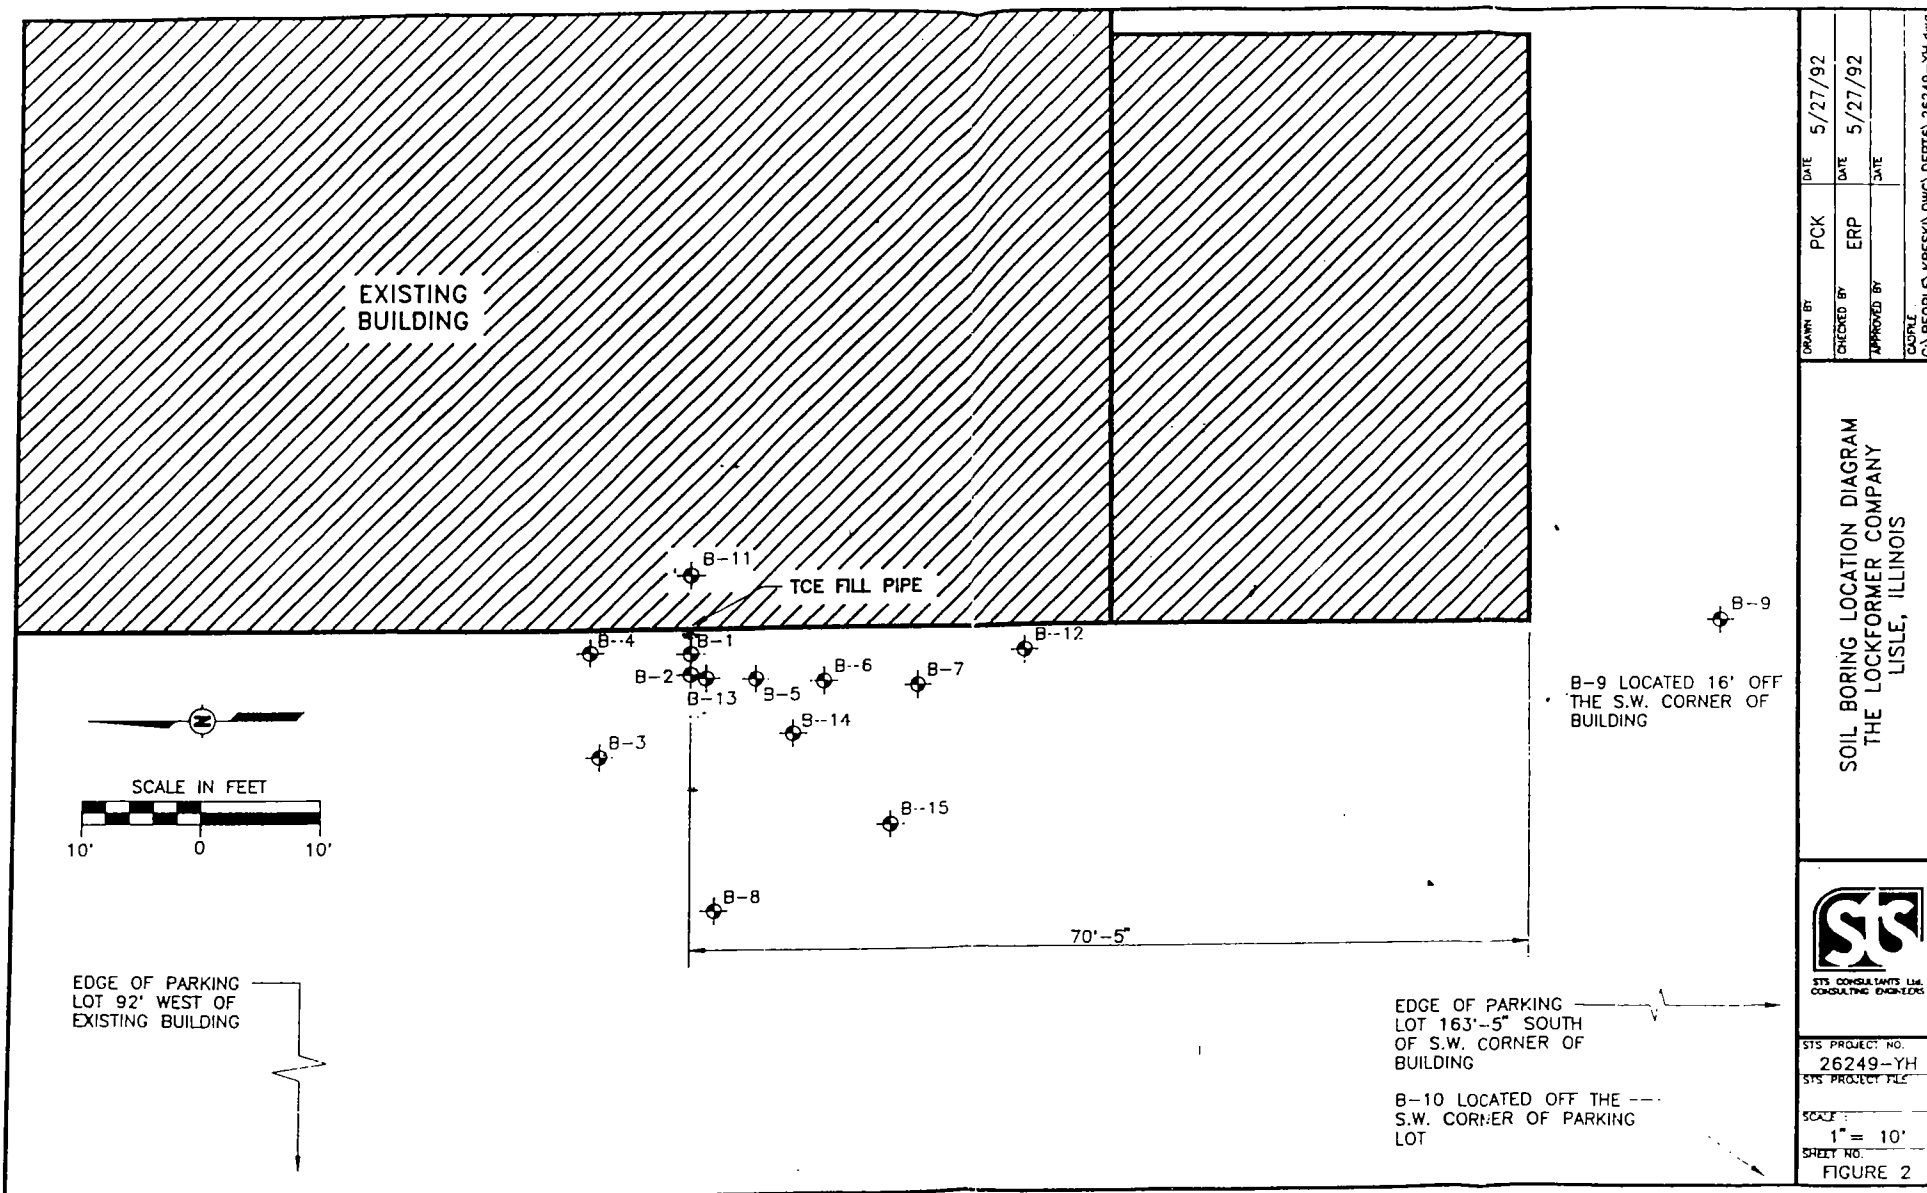 EXISTING
BUILDING
B-11
TCE FILL PIPE
B-4
B-1
B-12
B-9
B-2
B-13
B-5
B-6
B-7
B-14
B-3
B-15
B-8
N
SCALE IN FEET
10' 0 10'
70'-5"
B-9 LOCATED 16' OFF
THE S.W. CORNER OF
BUILDING
EDGE OF PARKING
LOT 92' WEST OF
EXISTING BUILDING
EDGE OF PARKING
LOT 163'-5" SOUTH
OF S.W. CORNER OF
BUILDING
B-10 LOCATED OFF THE
S.W. CORNER OF PARKING
LOT
DRAWN BY PCK DATE 5/27/92
CHECKED BY ERP DATE 5/27/92
APPROVED BY DATE
CADFILE
SOIL BORING LOCATION DIAGRAM
THE LOCKFORMER COMPANY
LISLE, ILLINOIS
STS
STS CONSULTANTS Ltd.
CONSULTING ENGINEERS
STS PROJECT NO.
26249-YH
STS PROJECT FILE
SCALE :
1" = 10'
SHEET NO.
FIGURE 2